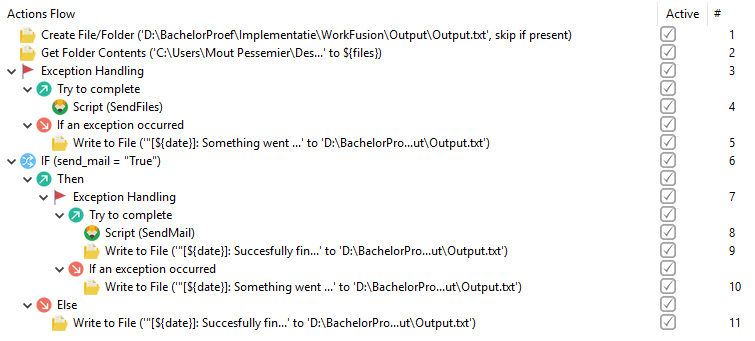 Actions Flow Active #
Create File/Folder ('D:\BachelorProef\Implementatie\WorkFusion\Output\Output.txt', skip if present) 1
Get Folder Contents ('C:\Users\Mout Pessemier\Des...' to ${files}) 2
Exception Handling 3
Try to complete
Script (SendFiles) 4
If an exception occurred
Write to File ('"[${date}]: Something went ...' to 'D:\BachelorPro...ut\Output.txt') 5
IF (send_mail = "True") 6
Then
Exception Handling 7
Try to complete
Script (SendMail) 8
Write to File ('"[${date}]: Succesfully fin...' to 'D:\BachelorPro...ut\Output.txt') 9
If an exception occurred
Write to File ('"[${date}]: Something went ...' to 'D:\BachelorPro...ut\Output.txt') 10
Else
Write to File ('"[${date}]: Succesfully fin...' to 'D:\BachelorPro...ut\Output.txt') 11